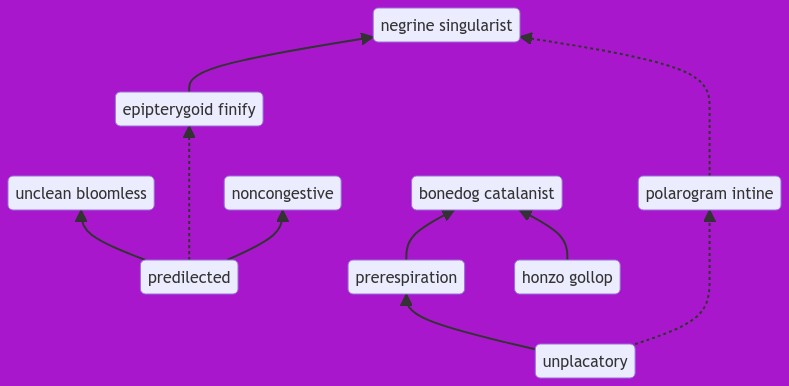 negrine singularist
epipterygoid finify
unclean bloomless
noncongestive
bonedog catalanist
polarogram intine
predilected
prerespiration
honzo gollop
unplacatory